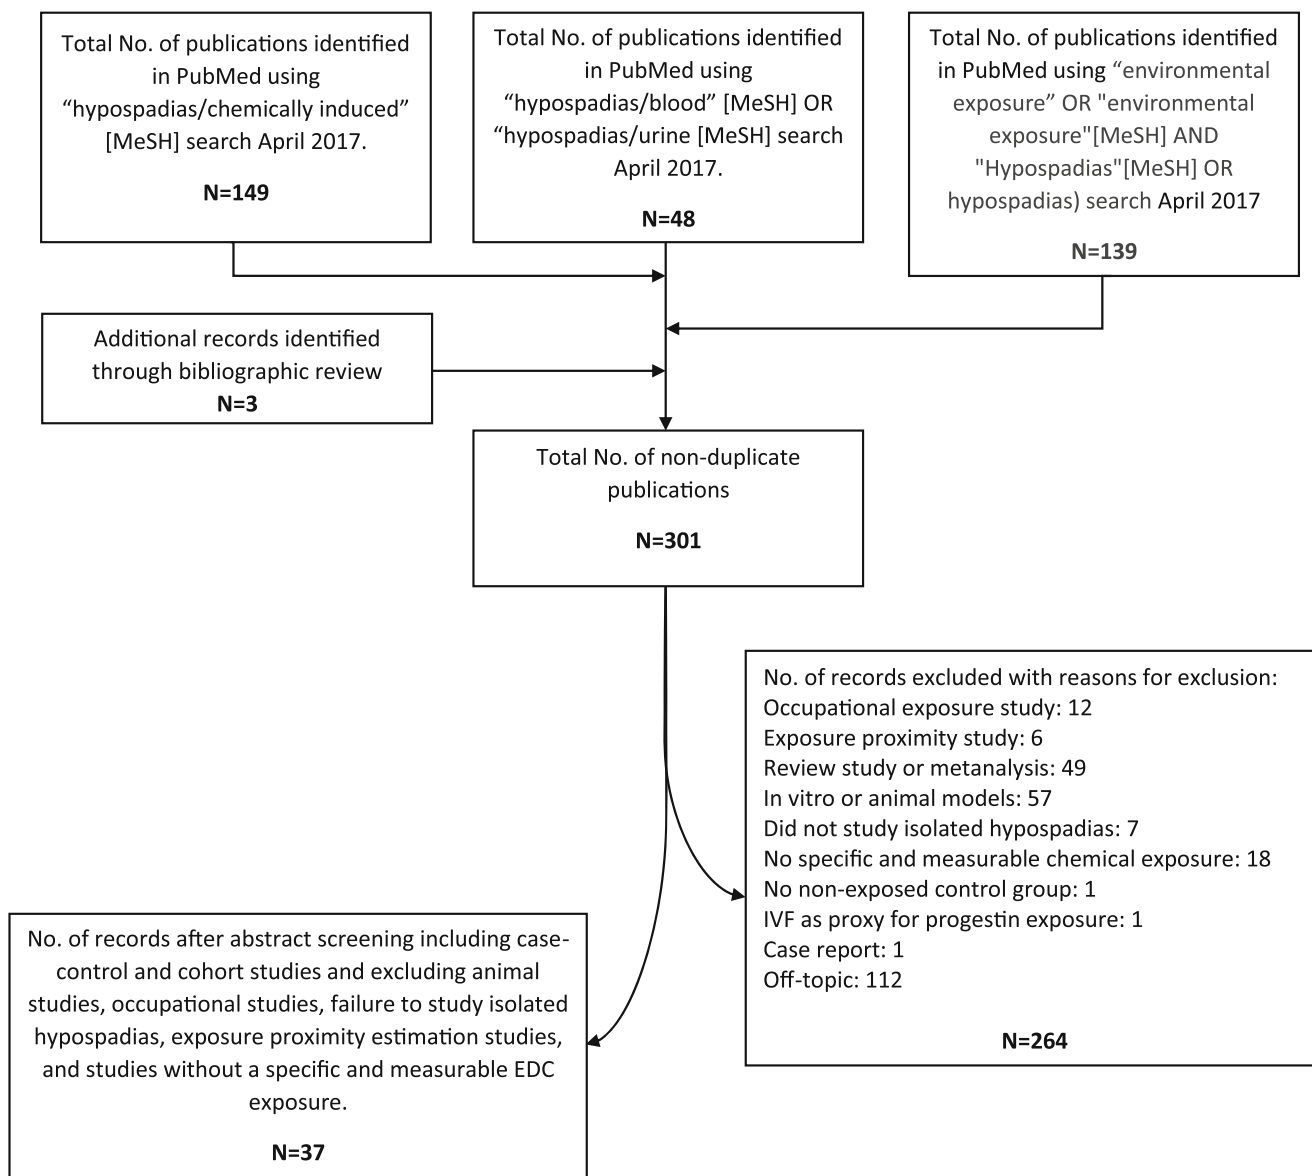 Total No. of publications identified
in PubMed using
“hypospadias/chemically induced”
[MeSH] search April 2017.
N=149
Total No. of publications identified
in PubMed using
“hypospadias/blood” [MeSH] OR
“hypospadias/urine [MeSH] search
April 2017.
N=48
Total No. of publications identified
in PubMed using “environmental
exposure” OR "environmental
exposure"[MeSH] AND
"Hypospadias"[MeSH] OR
hypospadias) search April 2017
N=139
Additional records identified
through bibliographic review
N=3
Total No. of non-duplicate
publications
N=301
No. of records excluded with reasons for exclusion:
Occupational exposure study: 12
Exposure proximity study: 6
Review study or metanalysis: 49
In vitro or animal models: 57
Did not study isolated hypospadias: 7
No specific and measurable chemical exposure: 18
No non-exposed control group: 1
IVF as proxy for progestin exposure: 1
Case report: 1
Off-topic: 112
N=264
No. of records after abstract screening including case-
control and cohort studies and excluding animal
studies, occupational studies, failure to study isolated
hypospadias, exposure proximity estimation studies,
and studies without a specific and measurable EDC
exposure.
N=37